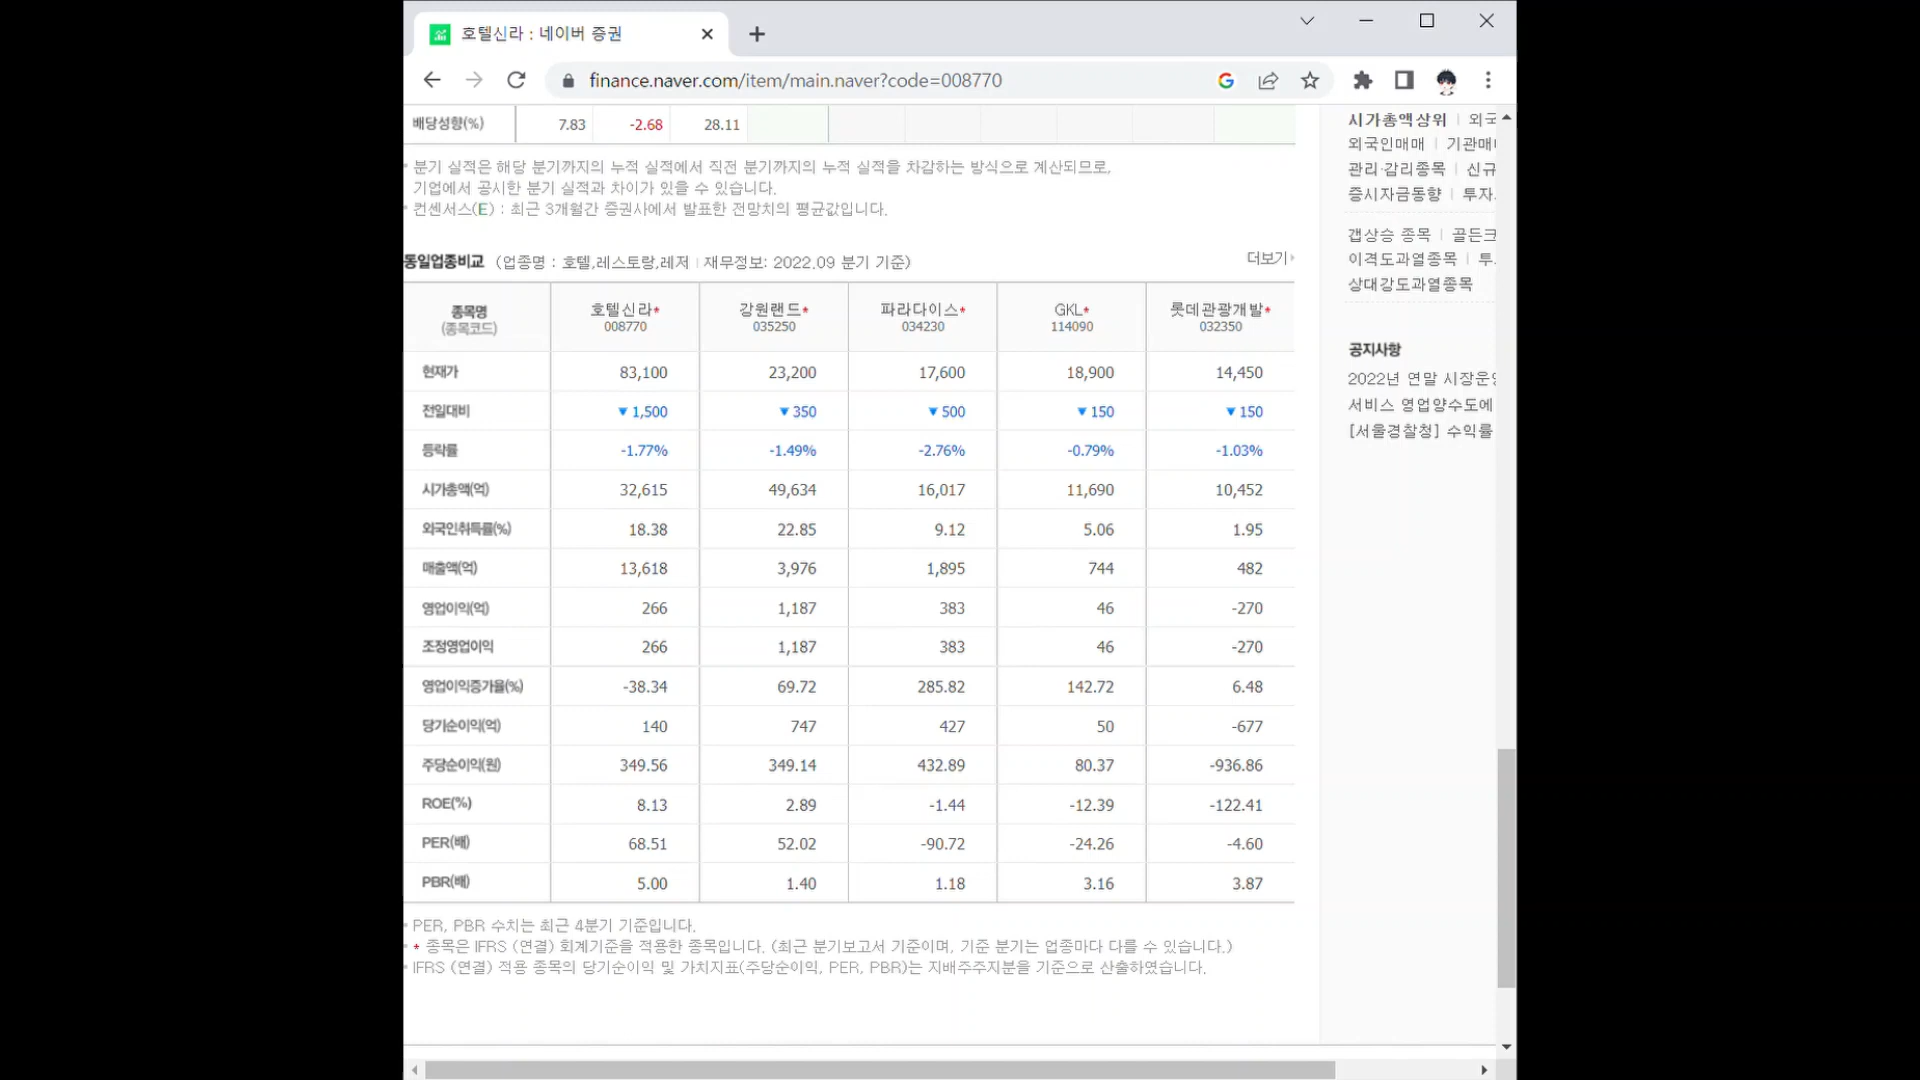 호텔신라 : 네이버 증권
finance.naver.com/item/main.naver?code=008770
배당성향(%) 7.83 -2.68 28.11
분기 실적은 해당 분기까지의 누적 실적에서 직전 분기까지의 누적 실적을 차감하는 방식으로 계산되므로,
기업에서 공시한 분기 실적과 차이가 있을 수 있습니다.
컨센서스(E) : 최근 3개월간 증권사에서 발표한 전망치의 평균값입니다.
동일업종비교 (업종명 : 호텔,레스토랑,레저 | 재무정보: 2022.09 분기 기준) 더보기
종목명 호텔신라* 강원랜드* 파라다이스* GKL* 롯데관광개발*
(종목코드) 008770 035250 034230 114090 032350
현재가 83,100 23,200 17,600 18,900 14,450
전일대비 ▼1,500 ▼350 ▼500 ▼150 ▼150
등락률 -1.77% -1.49% -2.76% -0.79% -1.03%
시가총액(억) 32,615 49,634 16,017 11,690 10,452
외국인취득률(%) 18.38 22.85 9.12 5.06 1.95
매출액(억) 13,618 3,976 1,895 744 482
영업이익(억) 266 1,187 383 46 -270
조정영업이익 266 1,187 383 46 -270
영업이익증가율(%) -38.34 69.72 285.82 142.72 6.48
당기순이익(억) 140 747 427 50 -677
주당순이익(원) 349.56 349.14 432.89 80.37 -936.86
ROE(%) 8.13 2.89 -1.44 -12.39 -122.41
PER(배) 68.51 52.02 -90.72 -24.26 -4.60
PBR(배) 5.00 1.40 1.18 3.16 3.87
PER, PBR 수치는 최근 4분기 기준입니다.
* 종목은 IFRS (연결) 회계기준을 적용한 종목입니다. (최근 분기보고서 기준이며, 기준 분기는 업종마다 다를 수 있습니다.)
IFRS (연결) 적용 종목의 당기순이익 및 가치지표(주당순이익, PER, PBR)는 지배주주지분을 기준으로 산출하였습니다.
시가총액상위 | 외국
외국인매매 | 기관매
관리·감리종목 | 신규
증시자금동향 | 투자
갭상승 종목 | 골든크
이격도과열종목 | 투
상대강도과열종목
공지사항
2022년 연말 시장운영
서비스 영업양수도에
[서울경찰청] 수익률